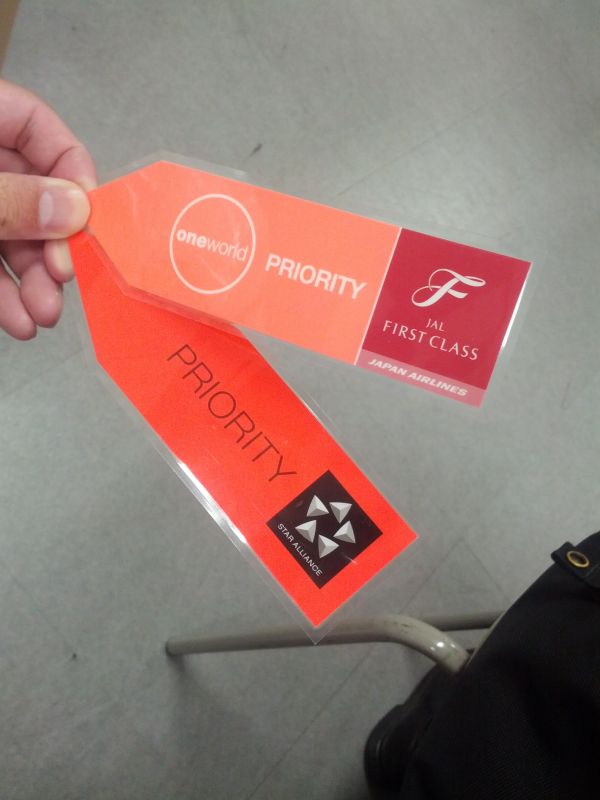 oneworld
PRIORITY
F
JAL
FIRST CLASS
JAPAN AIRLINES
PRIORITY
STAR ALLIANCE